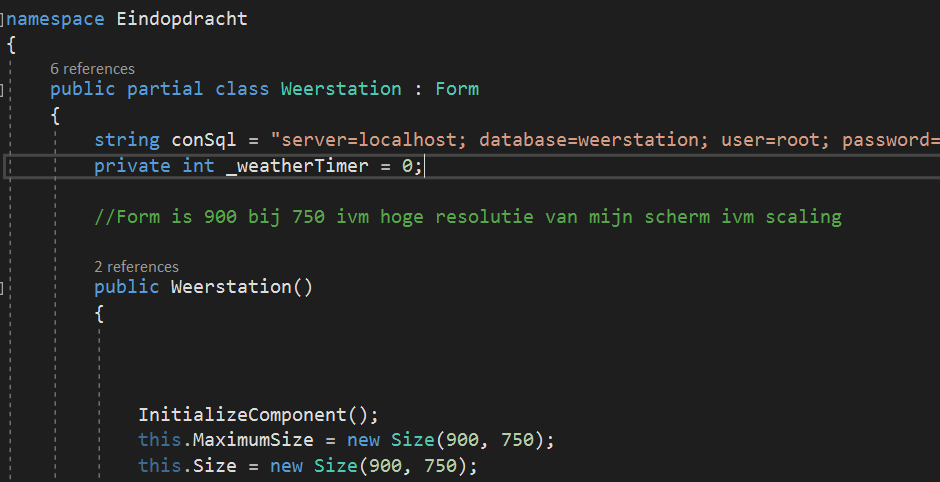 namespace Eindopdracht
{
6 references
public partial class Weerstation : Form
{
string conSql = "server=localhost; database=weerstation; user=root; password=
private int _weatherTimer = 0;
//Form is 900 bij 750 ivm hoge resolutie van mijn scherm ivm scaling
2 references
public Weerstation()
{
InitializeComponent();
this.MaximumSize = new Size(900, 750);
this.Size = new Size(900, 750);